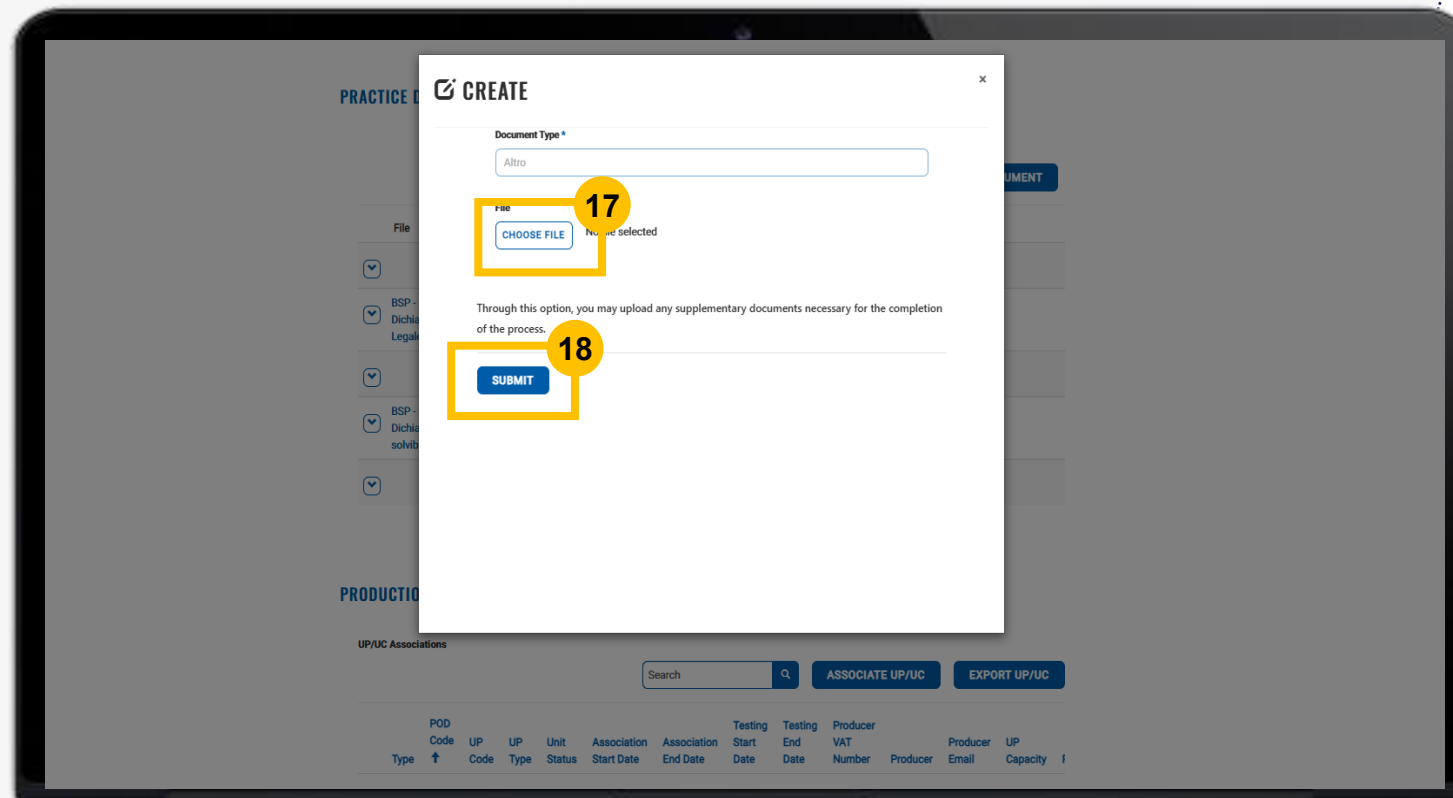 PRACTICE
CREATE
×
Document Type *
Altro
UMENT
17
File
File
CHOOSE FILE
selected
BSP -
Dichia
Legale
Through this option, you may upload any supplementary documents necessary for the completion
of the process.
18
SUBMIT
BSP -
Dichia
solvib
PRODUCTIO
UP/UC Associations
Search
ASSOCIATE UP/UC
EXPORT UP/UC
Type
POD
Code
UP
Code
UP
Type
Unit
Status
Association
Start Date
Association
End Date
Testing
Start
Date
Testing
End
Date
Producer
VAT
Number
Producer
Producer
Email
UP
Capacity